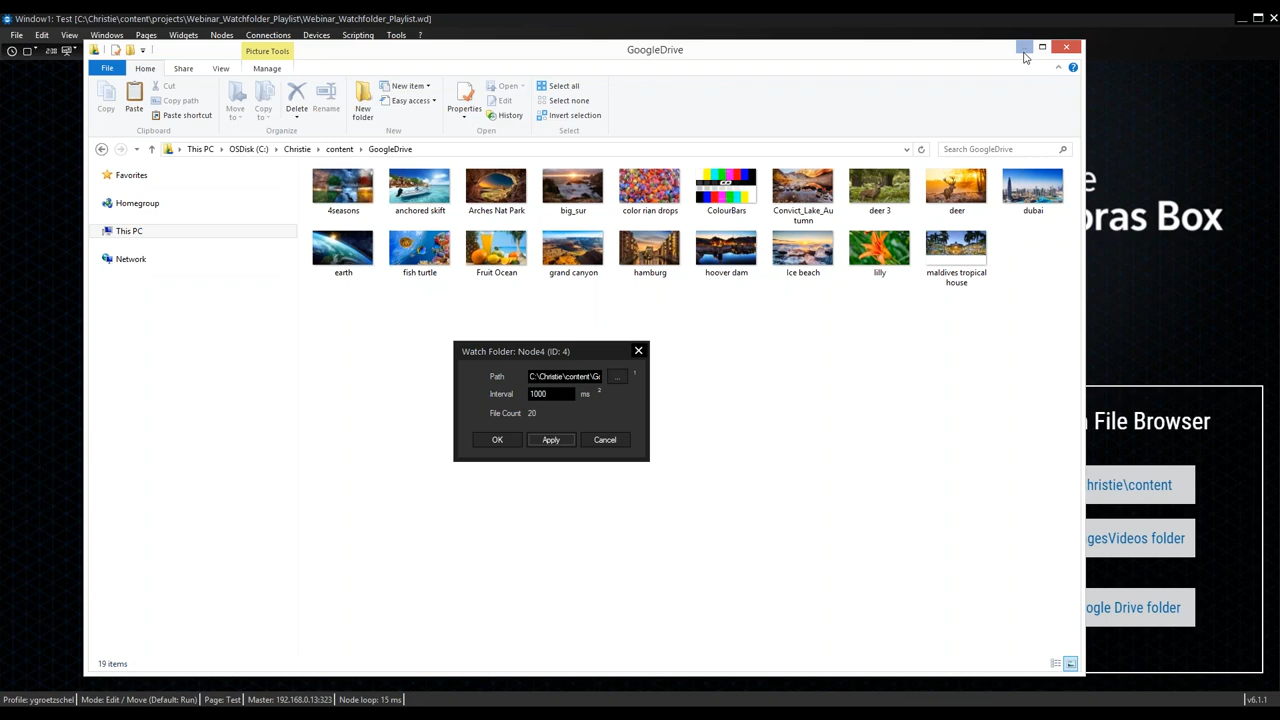 Window1: Test [C:\Christie\content\projects\Webinar_Watchfolder_Playlist\Webinar_Watchfolder_Playlist.wd]
File Edit View Windows Pages Widgets Nodes Connections Devices Scripting Tools ?
Picture Tools GoogleDrive
File Home Share View Manage
Copy Paste Cut Copy path Paste shortcut Move to Copy to Delete Rename New folder New item Easy access Properties Open Edit History Select all Select none Invert selection
Clipboard Organize New Open Select
This PC OSDisk (C:) Christie content GoogleDrive Search GoogleDrive
Favorites
Homegroup
This PC
Network
4seasons anchored skift Arches Nat Park big_sur color rian drops ColourBars Convict_Lake_Au
tumn deer 3 deer dubai
earth fish turtle Fruit Ocean grand canyon hamburg hoover dam Ice beach lilly maldives tropical
house
Watch Folder: Node4 (ID: 4)
Path C:\Christie\content\G ... 1
Interval 1000 ms 2
File Count 20
OK Apply Cancel
19 items
e
oras Box
File Browser
hristie\content
gesVideos folder
ogle Drive folder
Profile: ygroetzschel Mode: Edit / Move (Default: Run) Page: Test Master: 192.168.0.13:323 Node loop: 15 ms v6.1.1